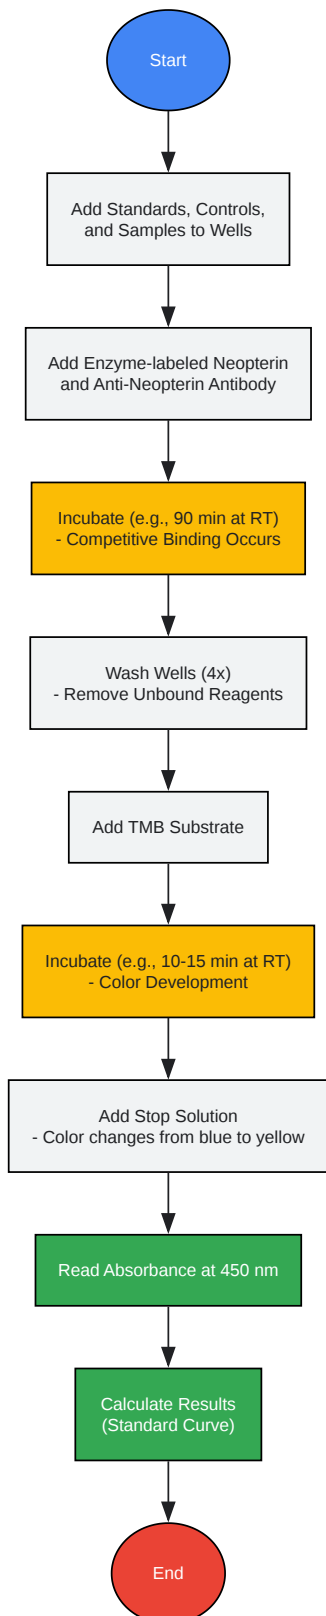 Start
Add Standards, Controls,
and Samples to Wells
Add Enzyme-labeled Neopterin
and Anti-Neopterin Antibody
Incubate (e.g., 90 min at RT)
- Competitive Binding Occurs
Wash Wells (4x)
- Remove Unbound Reagents
Add TMB Substrate
Incubate (e.g., 10-15 min at RT)
- Color Development
Add Stop Solution
- Color changes from blue to yellow
Read Absorbance at 450 nm
Calculate Results
(Standard Curve)
End